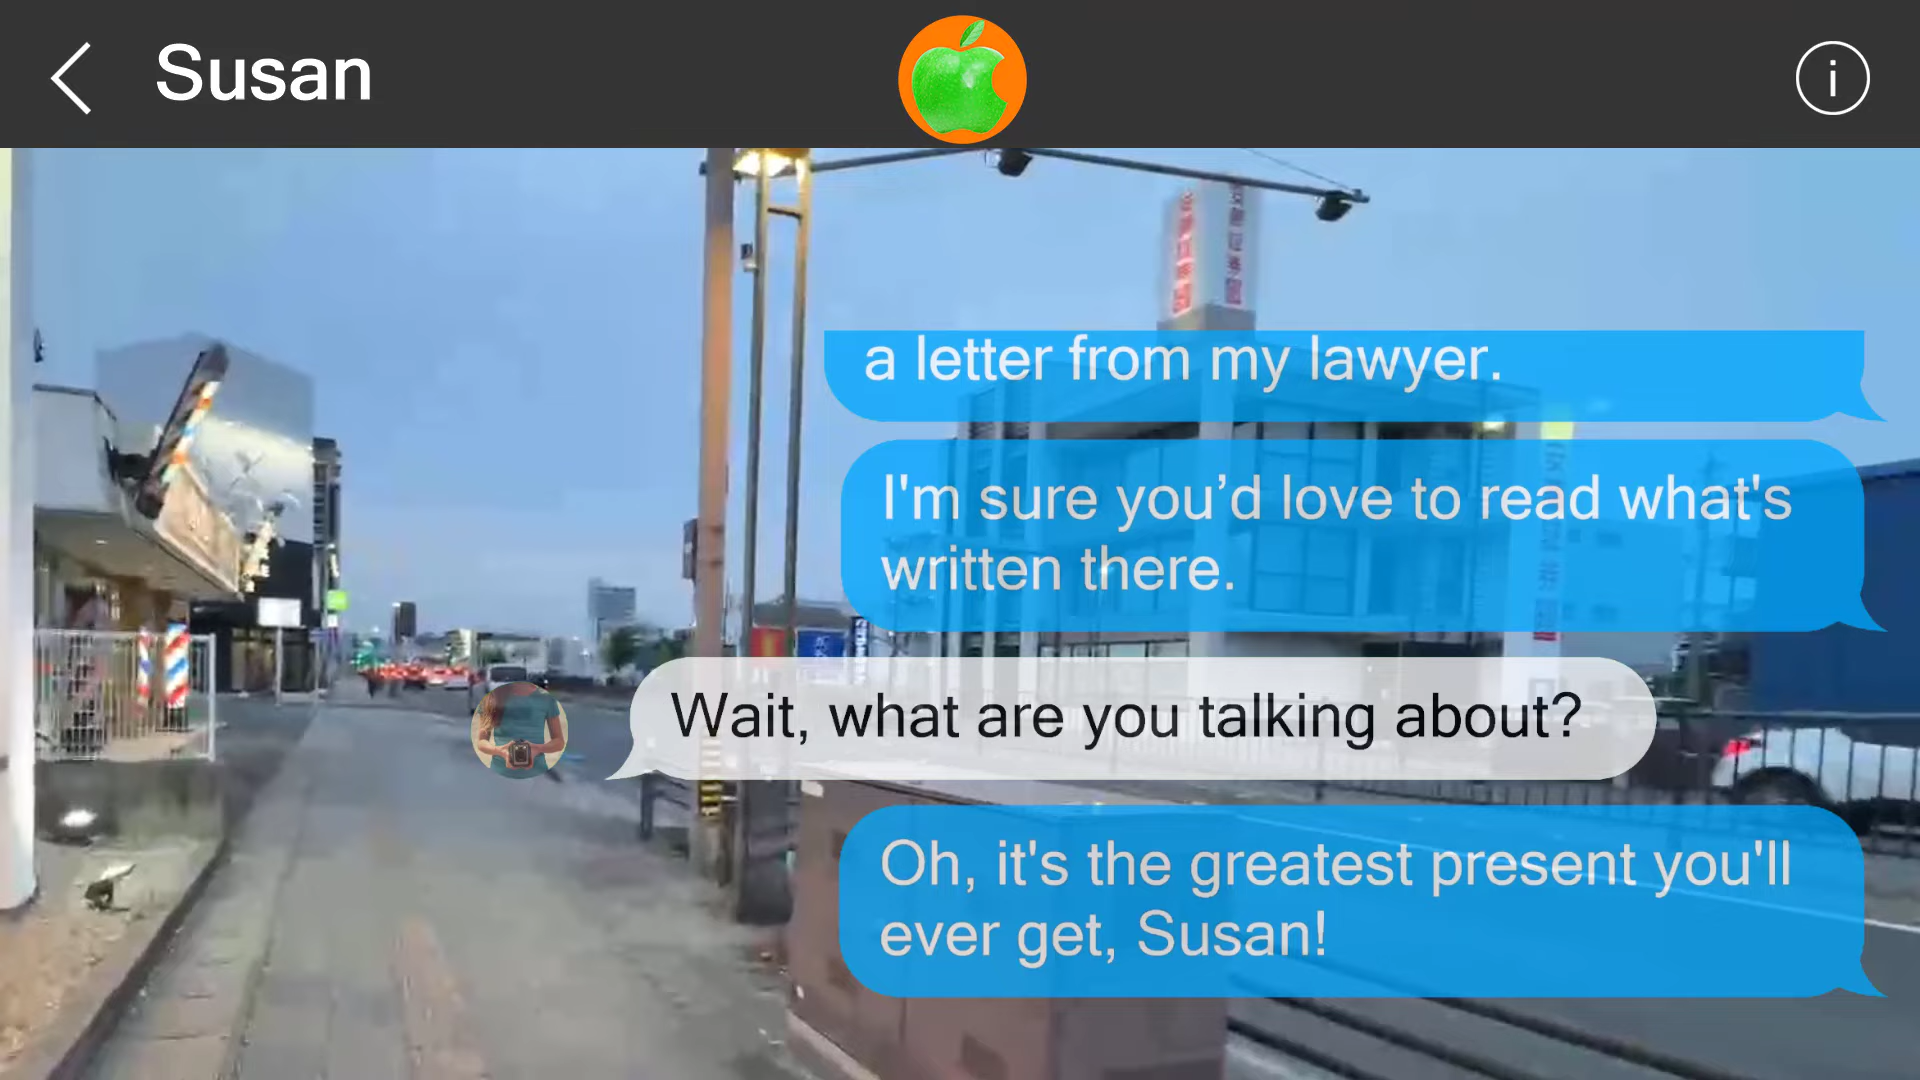 Susan
a letter from my lawyer.
I'm sure you’d love to read what's
written there.
Wait, what are you talking about?
Oh, it's the greatest present you'll
ever get, Susan!